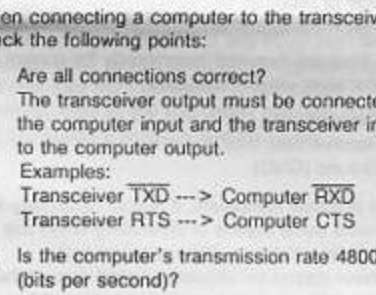 en connecting a computer to the transceiv
ck the following points:
Are all connections correct?
The transceiver output must be connecte
the computer input and the transceiver in
to the computer output.
Examples:
Transceiver T̅X̅D̅ ---> Computer R̅X̅D̅
Transceiver RTS ---> Computer CTS
Is the computer's transmission rate 4800
(bits per second)?